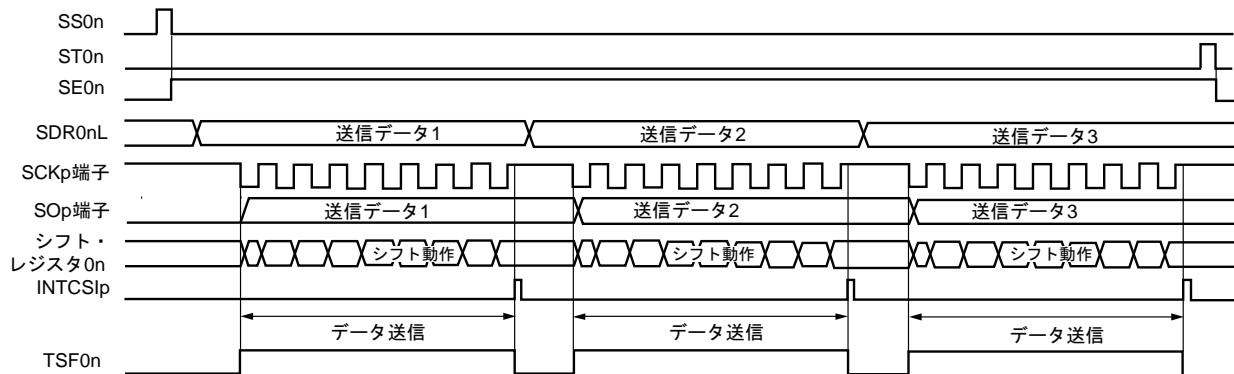 SS0n
ST0n
SE0n
SDR0nL 送信データ1 送信データ2 送信データ3
SCKp端子
SOp端子 送信データ1 送信データ2 送信データ3
シフト・
レジスタ0n シフト動作 シフト動作 シフト動作
INTCSIp
データ送信 データ送信 データ送信
TSF0n